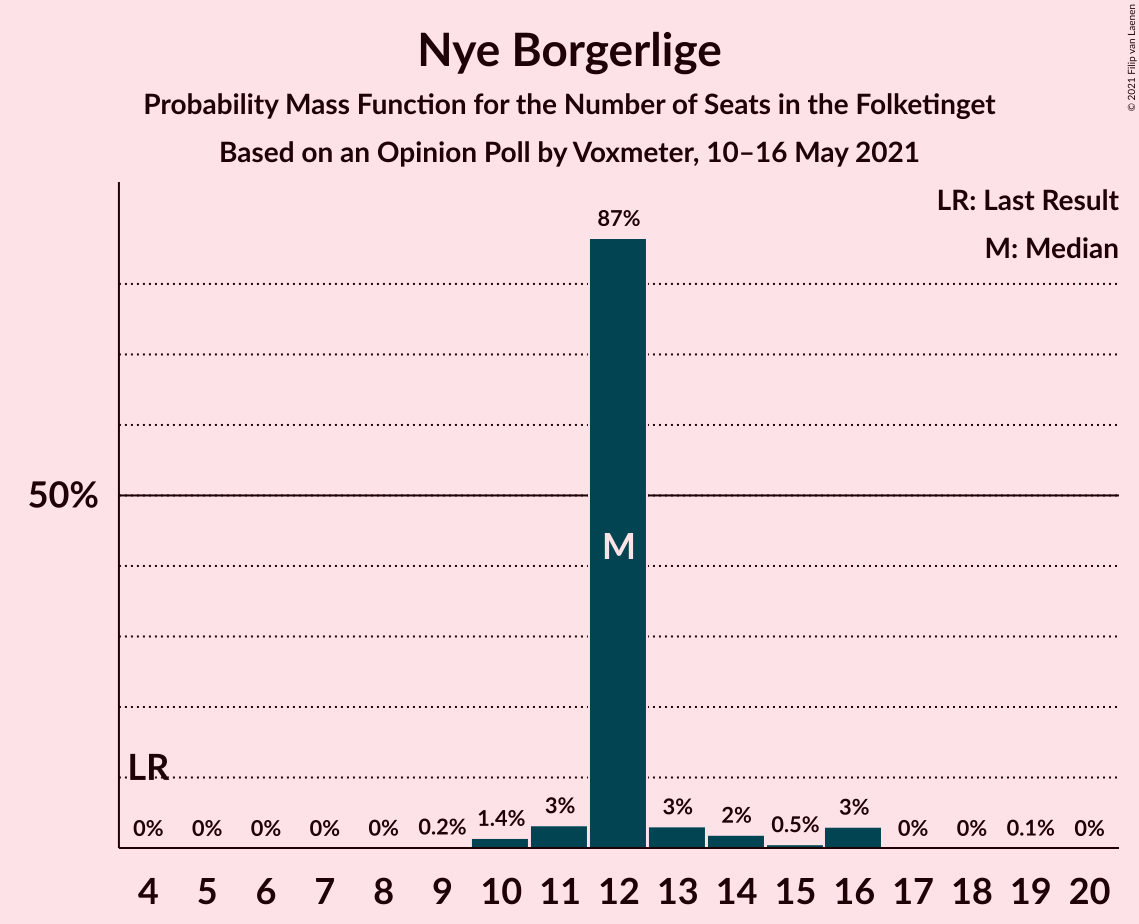 Nye Borgerlige
Probability Mass Function for the Number of Seats in the Folketinget
Based on an Opinion Poll by Voxmeter, 10–16 May 2021
© 2021 Filip van Laenen
LR: Last Result
M: Median
87%
50%
M
LR
0% 0% 0% 0% 0% 0.2% 1.4% 3% 3% 2% 0.5% 3% 0% 0% 0.1% 0%
4 5 6 7 8 9 10 11 12 13 14 15 16 17 18 19 20